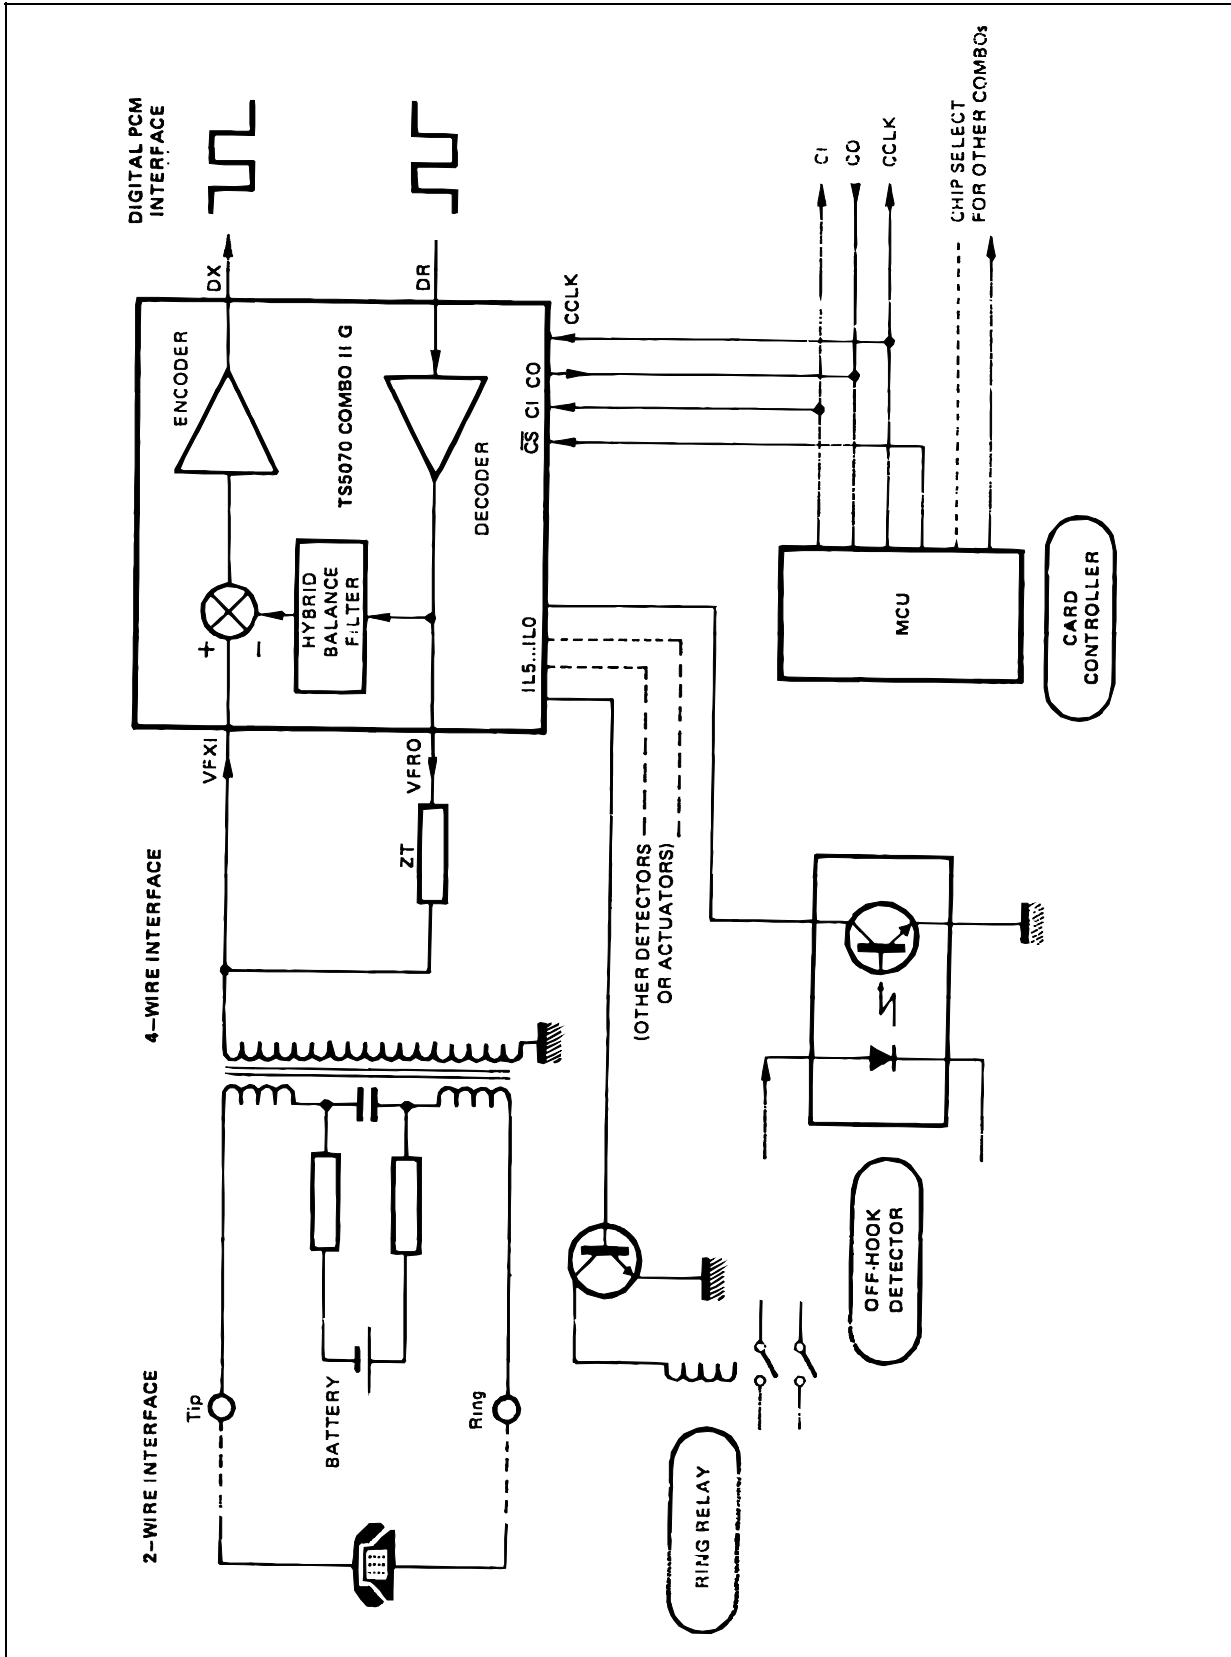 2–WIRE INTERFACE
4–WIRE INTERFACE
DIGITAL PCM
INTERFACE
Tip
BATTERY
Ring
VFXI
+
–
ENCODER
DX
HYBRID
BALANCE
FILTER
TS5070 COMBO II G
ZT
VFRO
DECODER
DR
IL5...IL0
CS CI CO
CCLK
(OTHER DETECTORS
OR ACTUATORS)
CI
CO
CCLK
CHIP SELECT
FOR OTHER COMBOs
MCU
CARD
CONTROLLER
OFF-HOOK
DETECTOR
RING RELAY